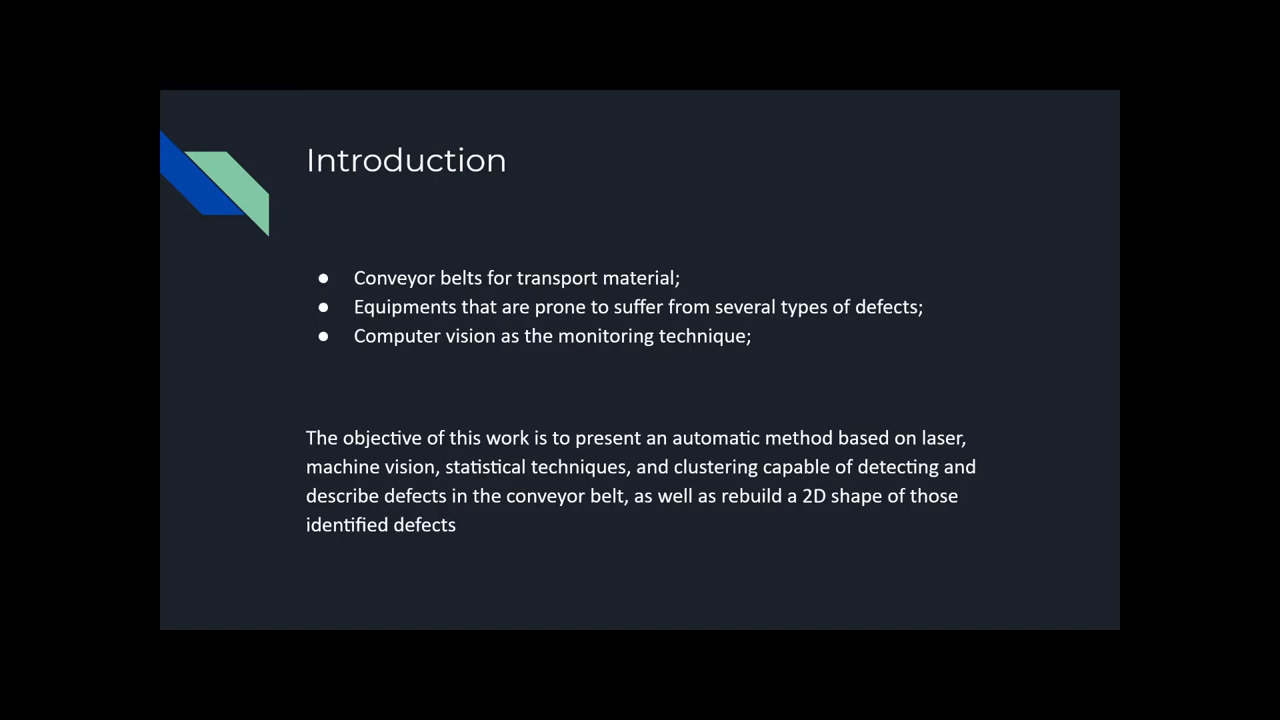 Introduction
● Conveyor belts for transport material;
● Equipments that are prone to suffer from several types of defects;
● Computer vision as the monitoring technique;
The objective of this work is to present an automatic method based on laser,
machine vision, statistical techniques, and clustering capable of detecting and
describe defects in the conveyor belt, as well as rebuild a 2D shape of those
identified defects